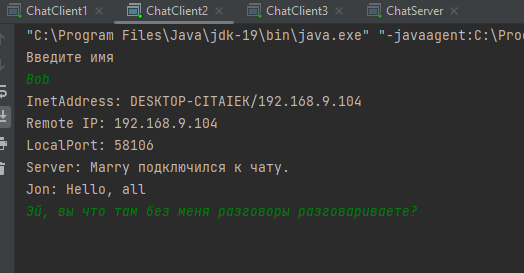 ChatClient1 ChatClient2 ChatClient3 ChatServer
"C:\Program Files\Java\jdk-19\bin\java.exe" "-javaagent:C:\Pro
Введите имя
Bob
InetAddress: DESKTOP-CITAIEK/192.168.9.104
Remote IP: 192.168.9.104
LocalPort: 58106
Server: Marry подключился к чату.
Jon: Hello, all
Эй, вы что там без меня разговоры разговариваете?